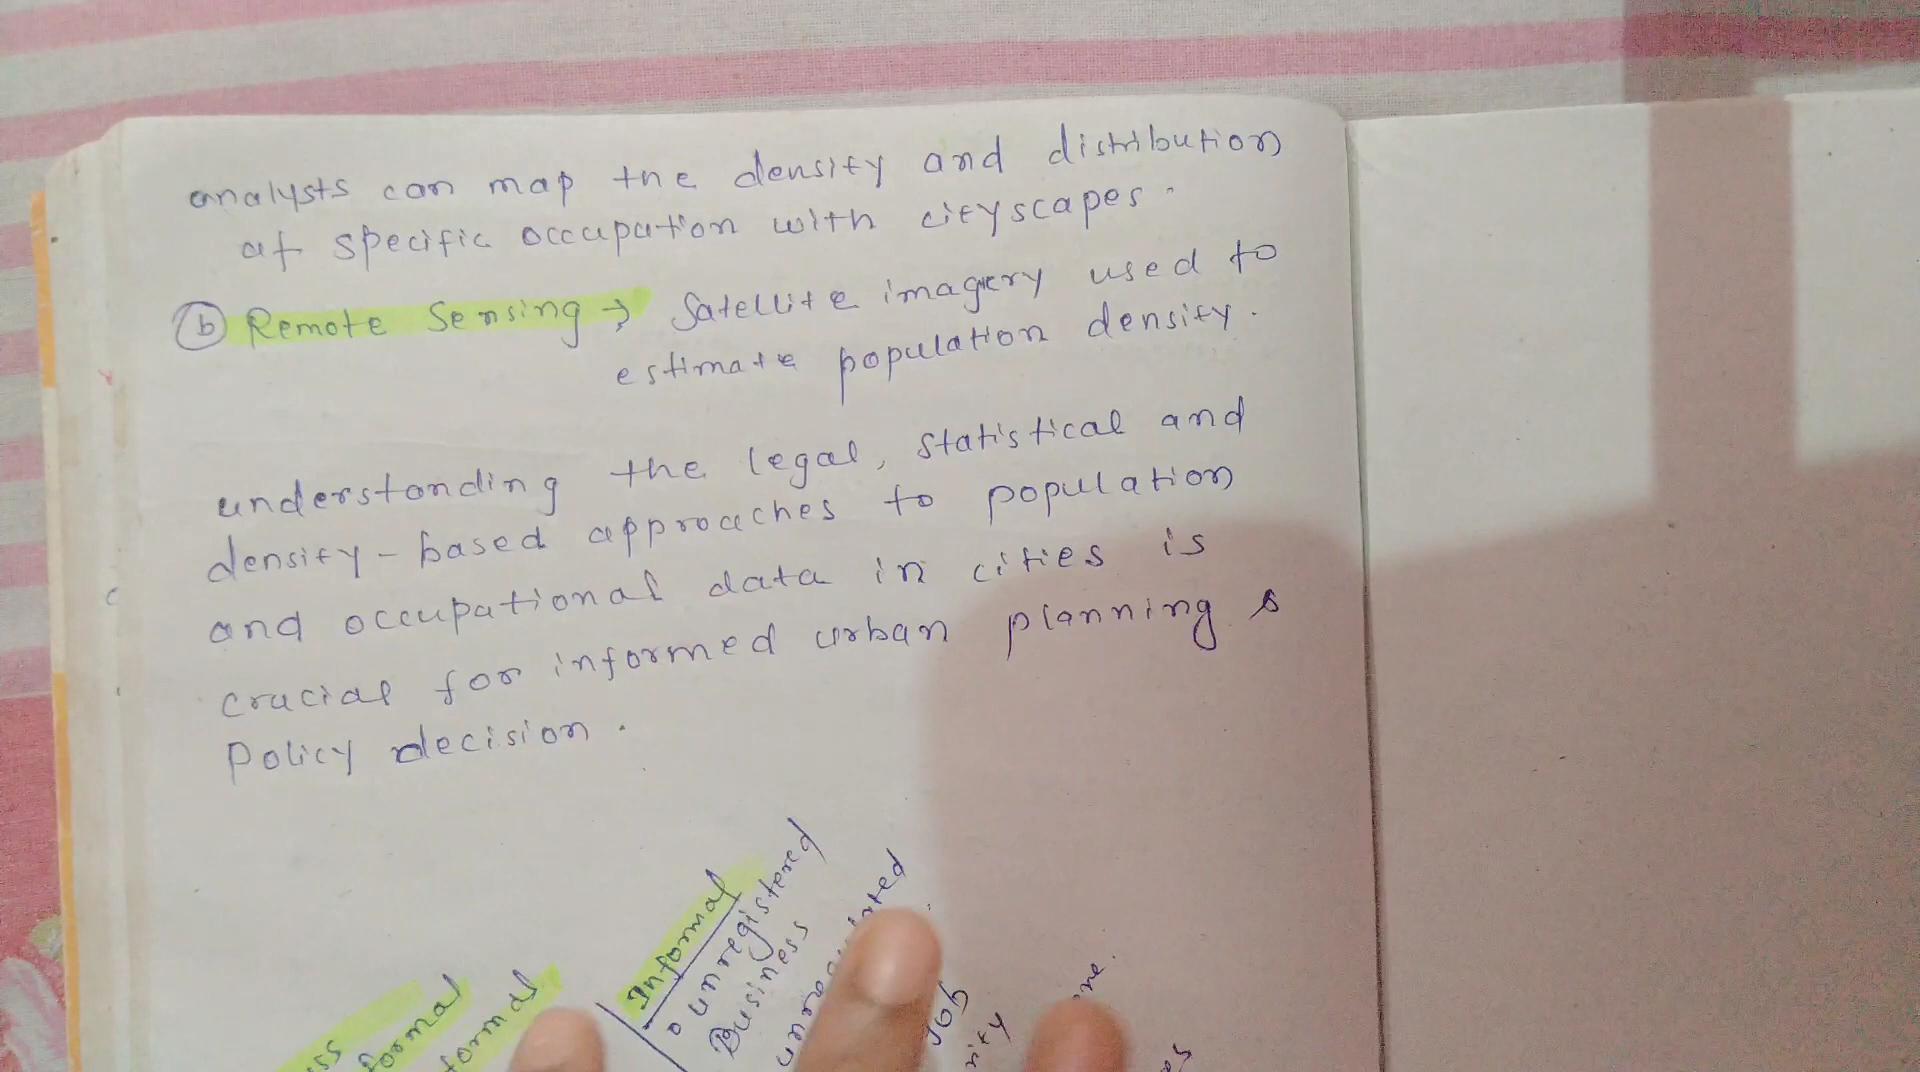 analysts can map the density and distribution
of specific occupation with cityscapes.
(b) Remote Sensing → Satellite imagery used to
estimate population density.
understanding the legal, statistical and
density-based approaches to population
and occupational data in cities is
crucial for informed urban planning &
Policy decision.
Informal
unregistered
Business
Job
formal